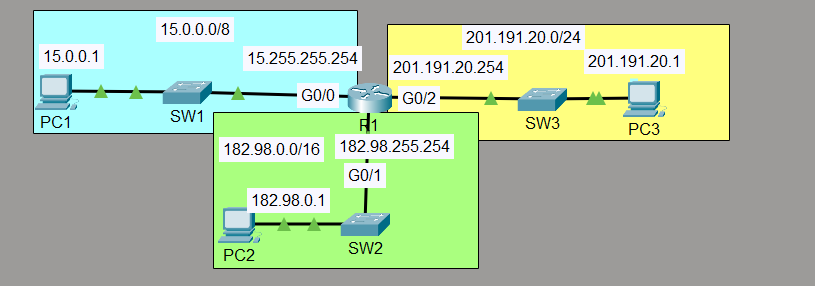 15.0.0.0/8
15.0.0.1
15.255.255.254
G0/0
PC1
SW1
R1
201.191.20.0/24
201.191.20.254
201.191.20.1
G0/2
SW3
PC3
182.98.0.0/16
182.98.255.254
G0/1
182.98.0.1
PC2
SW2